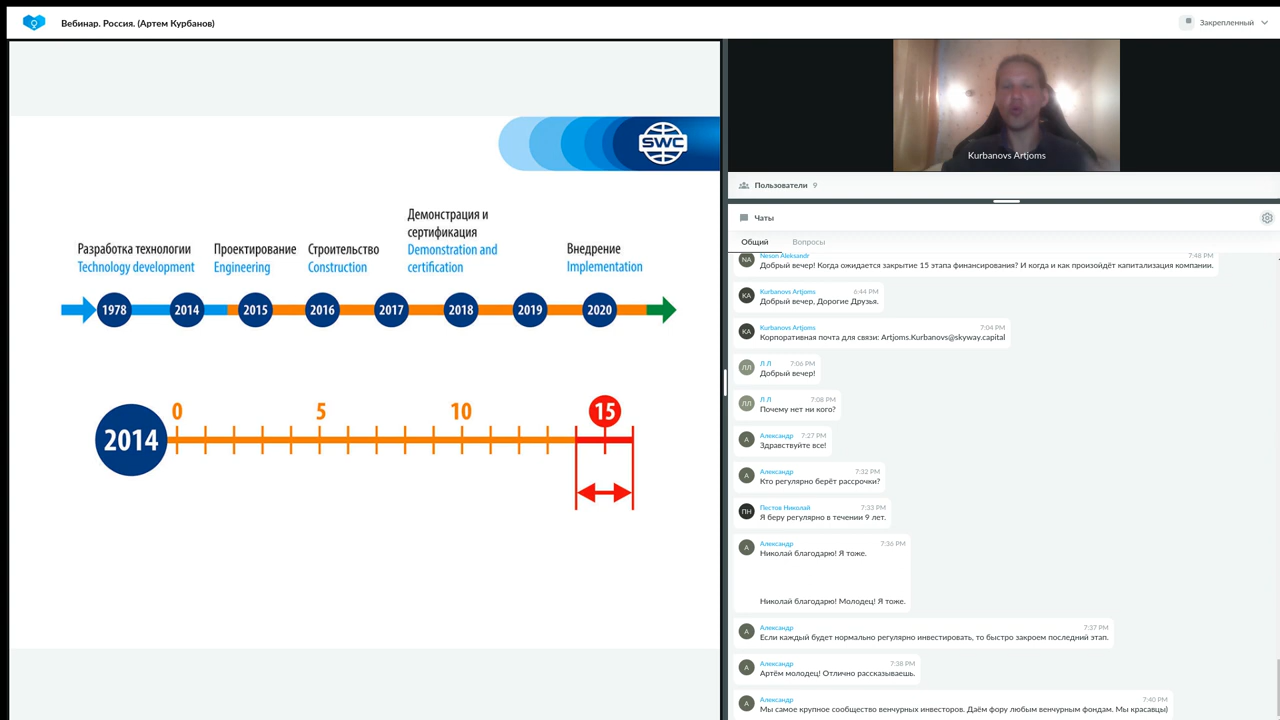 Вебинар. Россия. (Артем Курбанов)
Закрепленный
SWC
Разработка технологии
Technology development
Проектирование
Engineering
Строительство
Construction
Демонстрация и
сертификация
Demonstration and
certification
Внедрение
Implementation
1978
2014
2015
2016
2017
2018
2019
2020
2014
0
5
10
15
Kurbanovs Artjoms
Пользователи 9
Чаты
Общий
Вопросы
NA
Neson Aleksandr 7:48 PM
Добрый вечер! Когда ожидается закрытие 15 этапа финансирования? И когда и как произойдёт капитализация компании.
KA
Kurbanovs Artjoms 6:44 PM
Добрый вечер, Дорогие Друзья.
KA
Kurbanovs Artjoms 7:04 PM
Корпоративная почта для связи: Artjoms.Kurbanovs@skyway.capital
ЛЛ
Л Л 7:06 PM
Добрый вечер!
ЛЛ
Л Л 7:08 PM
Почему нет ни кого?
А
Александр 7:27 PM
Здравствуйте все!
А
Александр 7:32 PM
Кто регулярно берёт рассрочки?
ПН
Пестов Николай 7:33 PM
Я беру регулярно в течении 9 лет.
А
Александр 7:36 PM
Николай благодарю! Я тоже.
Николай благодарю! Молодец! Я тоже.
А
Александр 7:37 PM
Если каждый будет нормально регулярно инвестировать, то быстро закроем последний этап.
А
Александр 7:38 PM
Артём молодец! Отлично рассказываешь.
А
Александр 7:40 PM
Мы самое крупное сообщество венчурных инвесторов. Даём фору любым венчурным фондам. Мы красавцы)